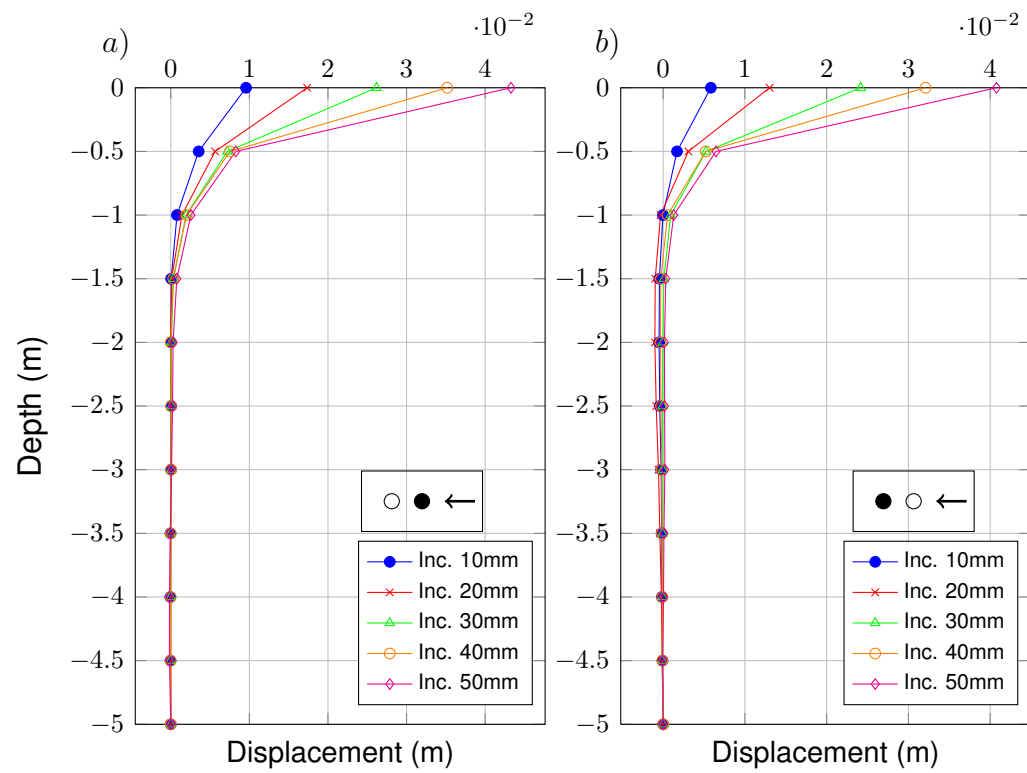 a)
·10⁻²
0 1 2 3 4
0
−0.5
−1
−1.5
−2
−2.5
−3
−3.5
−4
−4.5
−5
Depth (m)
Displacement (m)
Inc. 10mm
Inc. 20mm
Inc. 30mm
Inc. 40mm
Inc. 50mm
b)
·10⁻²
0 1 2 3 4
0
−0.5
−1
−1.5
−2
−2.5
−3
−3.5
−4
−4.5
−5
Displacement (m)
Inc. 10mm
Inc. 20mm
Inc. 30mm
Inc. 40mm
Inc. 50mm